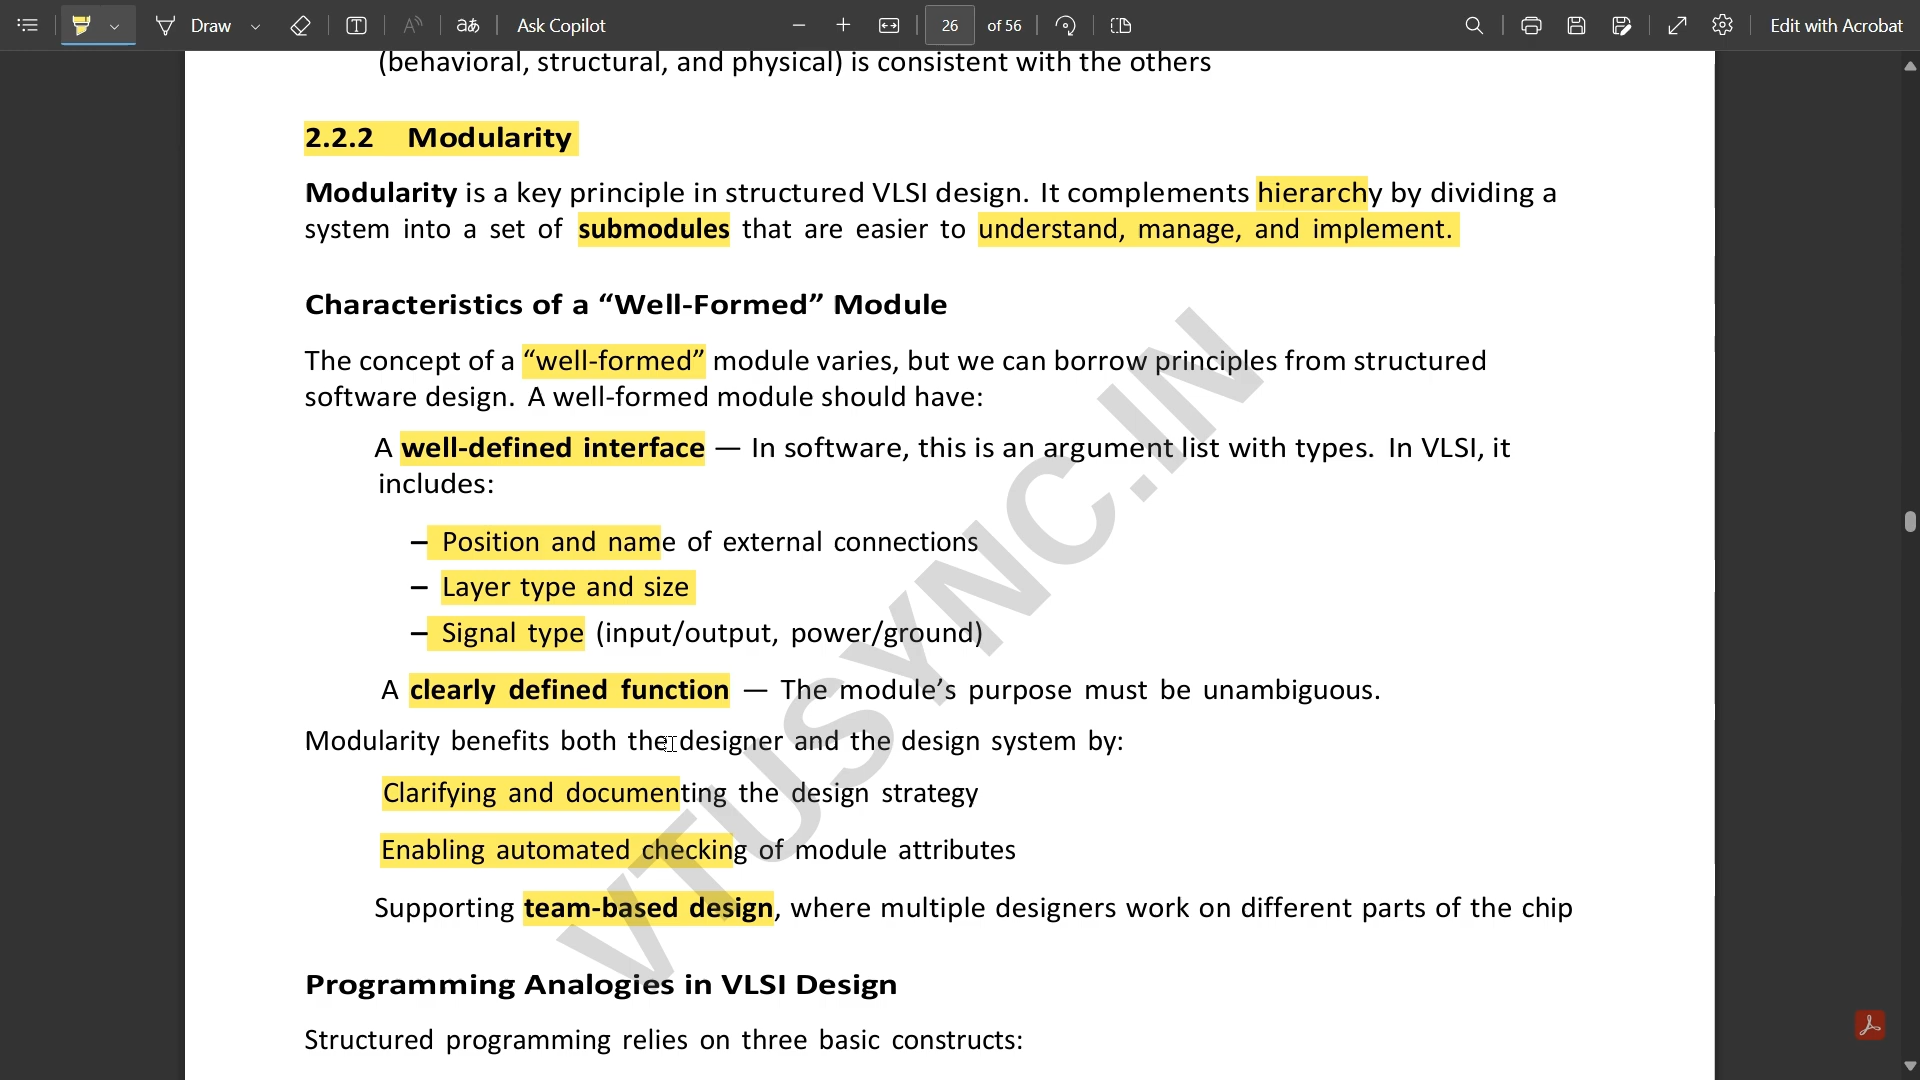 Draw
aあ
Ask Copilot
26 of 56
Edit with Acrobat
(behavioral, structural, and physical) is consistent with the others
2.2.2 Modularity
Modularity is a key principle in structured VLSI design. It complements hierarchy by dividing a
system into a set of submodules that are easier to understand, manage, and implement.
Characteristics of a “Well-Formed” Module
The concept of a “well-formed” module varies, but we can borrow principles from structured
software design. A well-formed module should have:
A well-defined interface — In software, this is an argument list with types. In VLSI, it
includes:
– Position and name of external connections
– Layer type and size
– Signal type (input/output, power/ground)
A clearly defined function — The module’s purpose must be unambiguous.
Modularity benefits both the designer and the design system by:
Clarifying and documenting the design strategy
Enabling automated checking of module attributes
Supporting team-based design, where multiple designers work on different parts of the chip
Programming Analogies in VLSI Design
Structured programming relies on three basic constructs:
VTUSYNC.IN